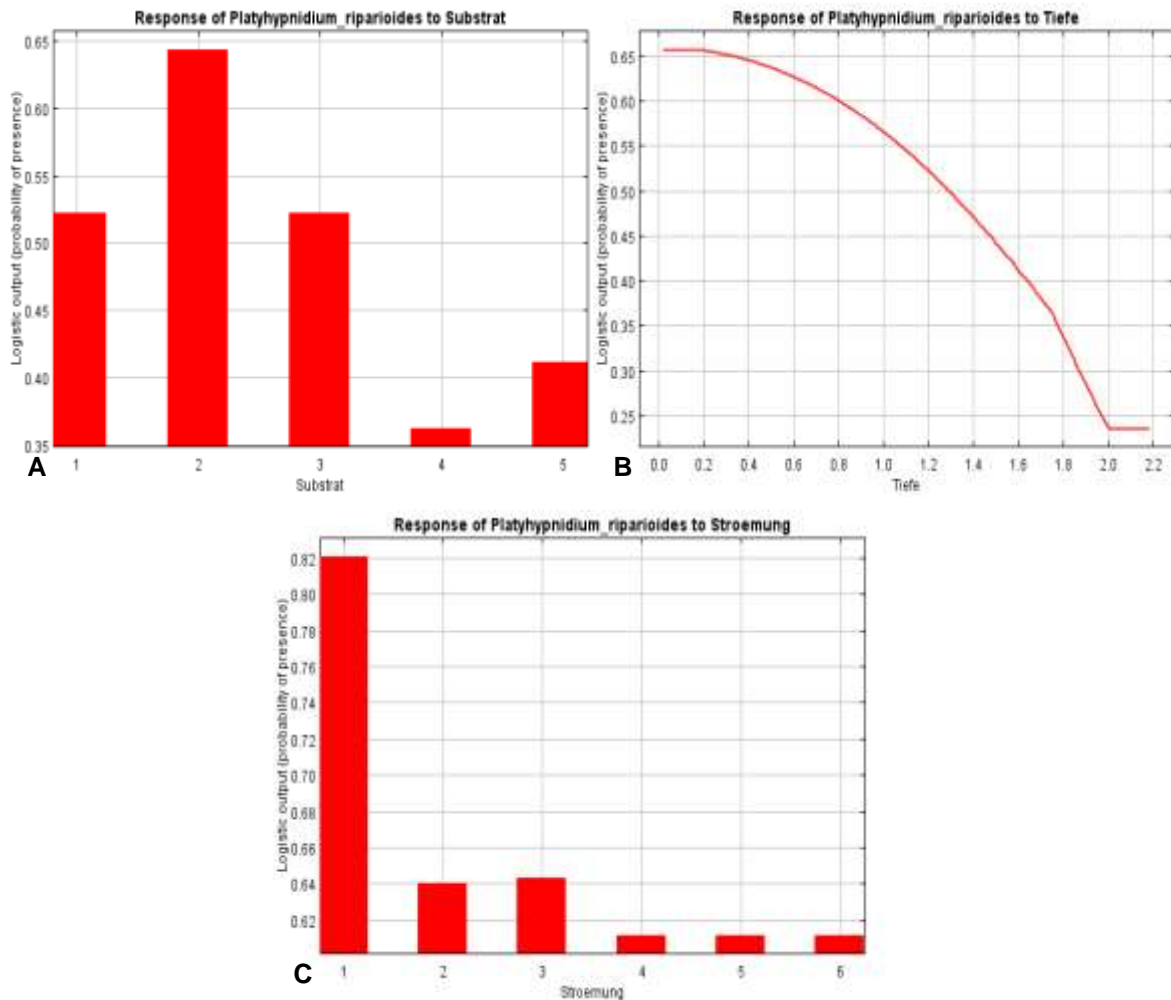 Response of Platyhypnidium_riparioides to Substrat
Logistic output (probability of presence)
0.65
0.60
0.55
0.50
0.45
0.40
0.35
1 2 3 4 5
Substrat
A
Response of Platyhypnidium_riparioides to Tiefe
Logistic output (probability of presence)
0.65
0.60
0.55
0.50
0.45
0.40
0.35
0.30
0.25
0.0 0.2 0.4 0.6 0.8 1.0 1.2 1.4 1.6 1.8 2.0 2.2
Tiefe
B
Response of Platyhypnidium_riparioides to Stroemung
Logistic output (probability of presence)
0.82
0.80
0.78
0.76
0.74
0.72
0.70
0.68
0.66
0.64
0.62
1 2 3 4 5 6
Stroemung
C